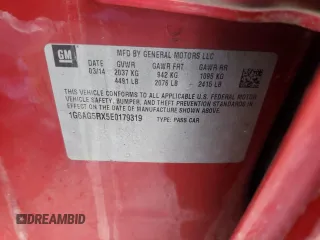 GM
MFD BY GENERAL MOTORS LLC
DATE GVWR GAWR FRT GAWR RR
03/14 2037 KG 942 KG 1095 KG
4491 LB 2076 LB 2415 LB
THIS VEHICLE CONFORMS TO ALL APPLICABLE U.S. FEDERAL MOTOR
VEHICLE SAFETY, BUMPER, AND THEFT PREVENTION STANDARDS
IN EFFECT ON THE DATE OF MANUFACTURE SHOWN ABOVE.
1G6AG5RX5E0179319 TYPE: PASS CAR
DREAMBID